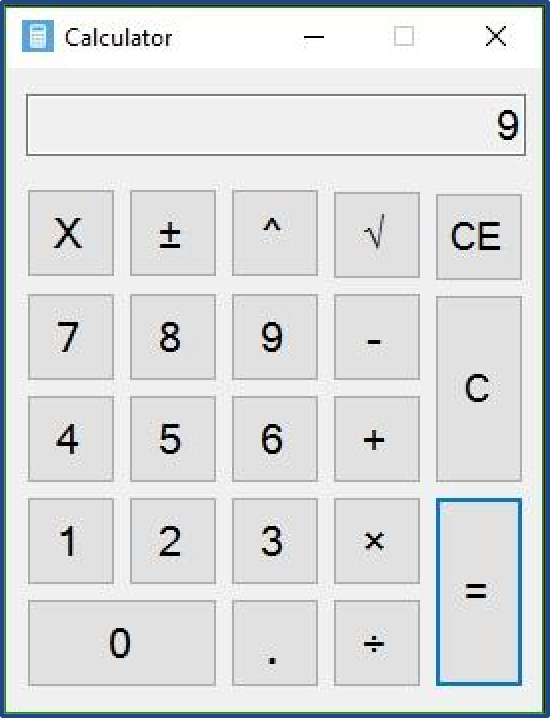 Calculator
9
X ± ^ √ CE
7 8 9 - C
4 5 6 +
1 2 3 × =
0 . ÷